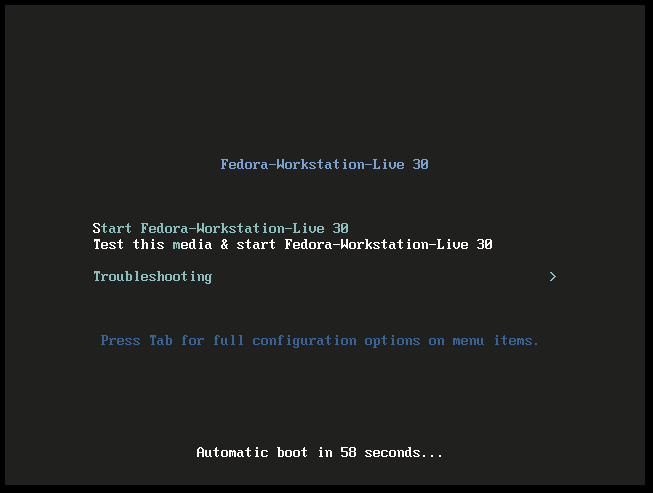 Fedora-Workstation-Live 30
Start Fedora-Workstation-Live 30
Test this media & start Fedora-Workstation-Live 30
Troubleshooting >
Press Tab for full configuration options on menu items.
Automatic boot in 58 seconds...